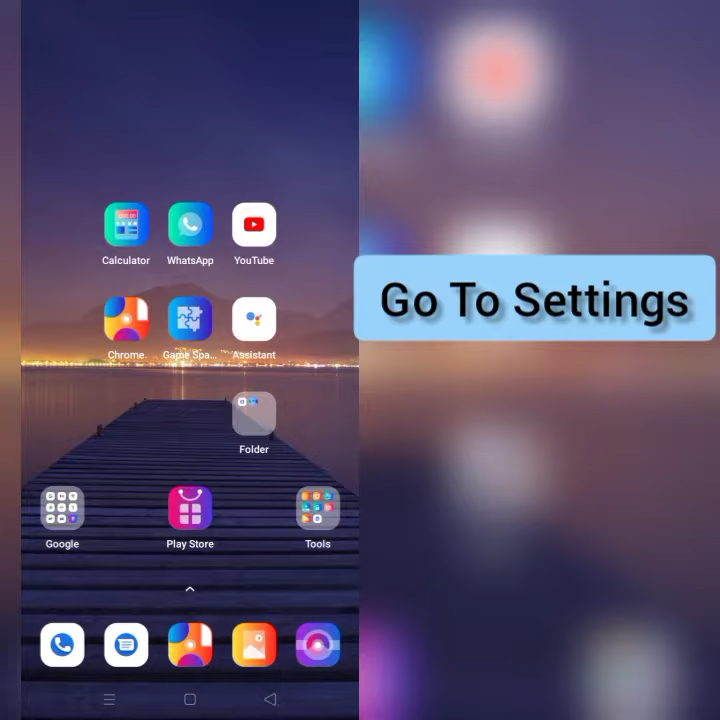 Calculator WhatsApp YouTube
Chrome Game Spa... Assistant
Folder
Google Play Store Tools
Go To Settings